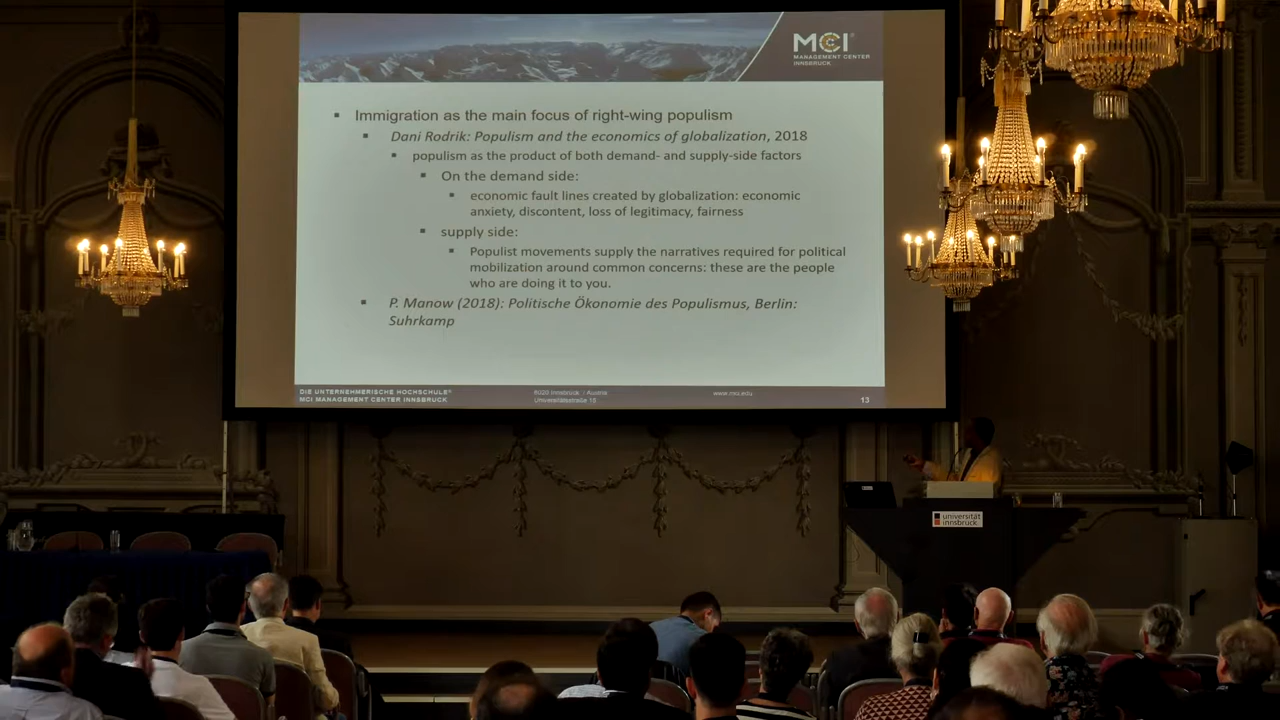 MCI®
MANAGEMENT CENTER
INNSBRUCK
Immigration as the main focus of right-wing populism
Dani Rodrik: Populism and the economics of globalization, 2018
populism as the product of both demand- and supply-side factors
On the demand side:
economic fault lines created by globalization: economic
anxiety, discontent, loss of legitimacy, fairness
supply side:
Populist movements supply the narratives required for political
mobilization around common concerns: these are the people
who are doing it to you.
P. Manow (2018): Politische Ökonomie des Populismus, Berlin:
Suhrkamp
DIE UNTERNEHMERISCHE HOCHSCHULE®
MCI MANAGEMENT CENTER INNSBRUCK
6020 Innsbruck / Austria
Universitätsstraße 15
www.mci.edu
13
universität
innsbruck